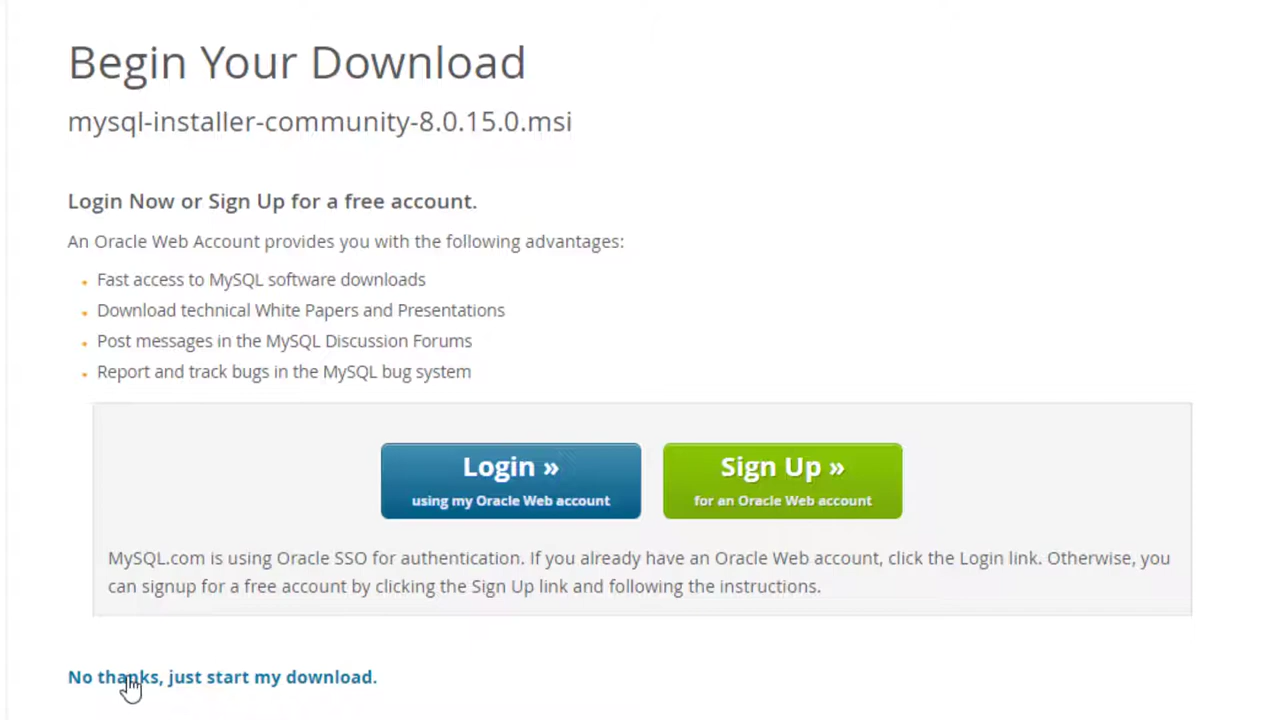 Begin Your Download
mysql-installer-community-8.0.15.0.msi
Login Now or Sign Up for a free account.
An Oracle Web Account provides you with the following advantages:
Fast access to MySQL software downloads
Download technical White Papers and Presentations
Post messages in the MySQL Discussion Forums
Report and track bugs in the MySQL bug system
Login »
using my Oracle Web account
Sign Up »
for an Oracle Web account
MySQL.com is using Oracle SSO for authentication. If you already have an Oracle Web account, click the Login link. Otherwise, you
can signup for a free account by clicking the Sign Up link and following the instructions.
No thanks, just start my download.